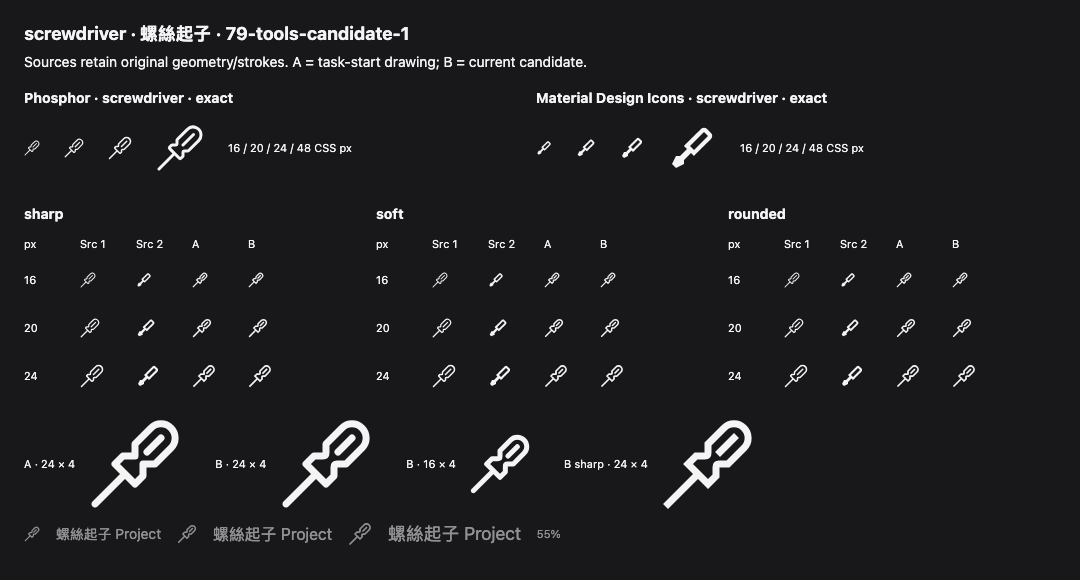 screwdriver · 螺絲起子 · 79-tools-candidate-1
Sources retain original geometry/strokes. A = task-start drawing; B = current candidate.
Phosphor · screwdriver · exact
Material Design Icons · screwdriver · exact
16 / 20 / 24 / 48 CSS px
16 / 20 / 24 / 48 CSS px
sharp
soft
rounded
px Src 1 Src 2 A B
px Src 1 Src 2 A B
px Src 1 Src 2 A B
16
16
16
20
20
20
24
24
24
A · 24 × 4
B · 24 × 4
B · 16 × 4
B sharp · 24 × 4
螺絲起子 Project
螺絲起子 Project
螺絲起子 Project
55%